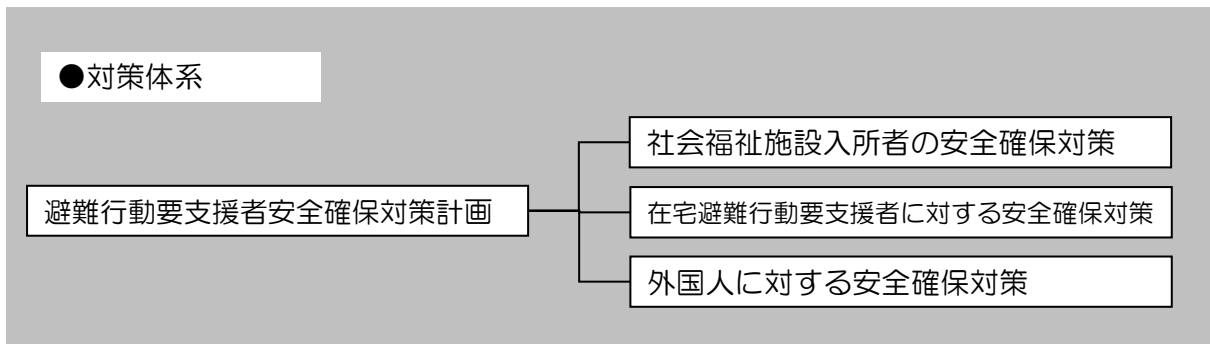 ●対策体系
社会福祉施設入所者の安全確保対策
避難行動要支援者安全確保対策計画
在宅避難行動要支援者に対する安全確保対策
外国人に対する安全確保対策